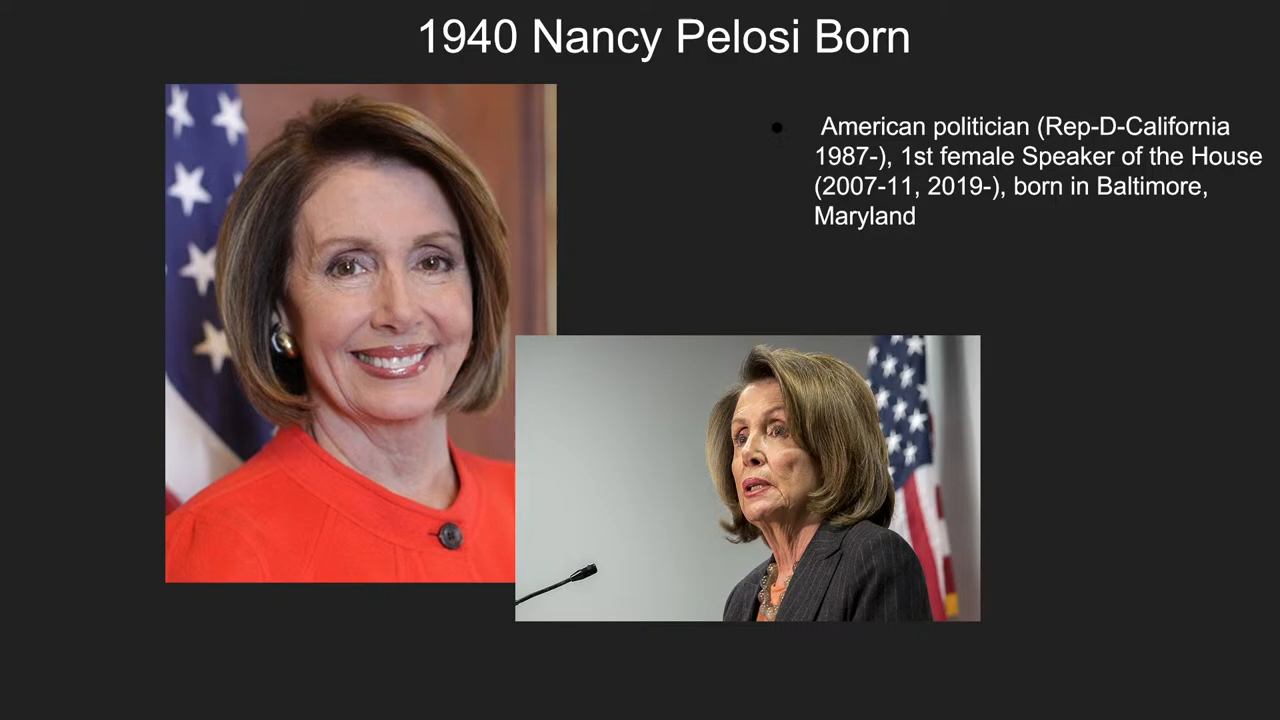 1940 Nancy Pelosi Born
American politician (Rep-D-California
1987-), 1st female Speaker of the House
(2007-11, 2019-), born in Baltimore,
Maryland